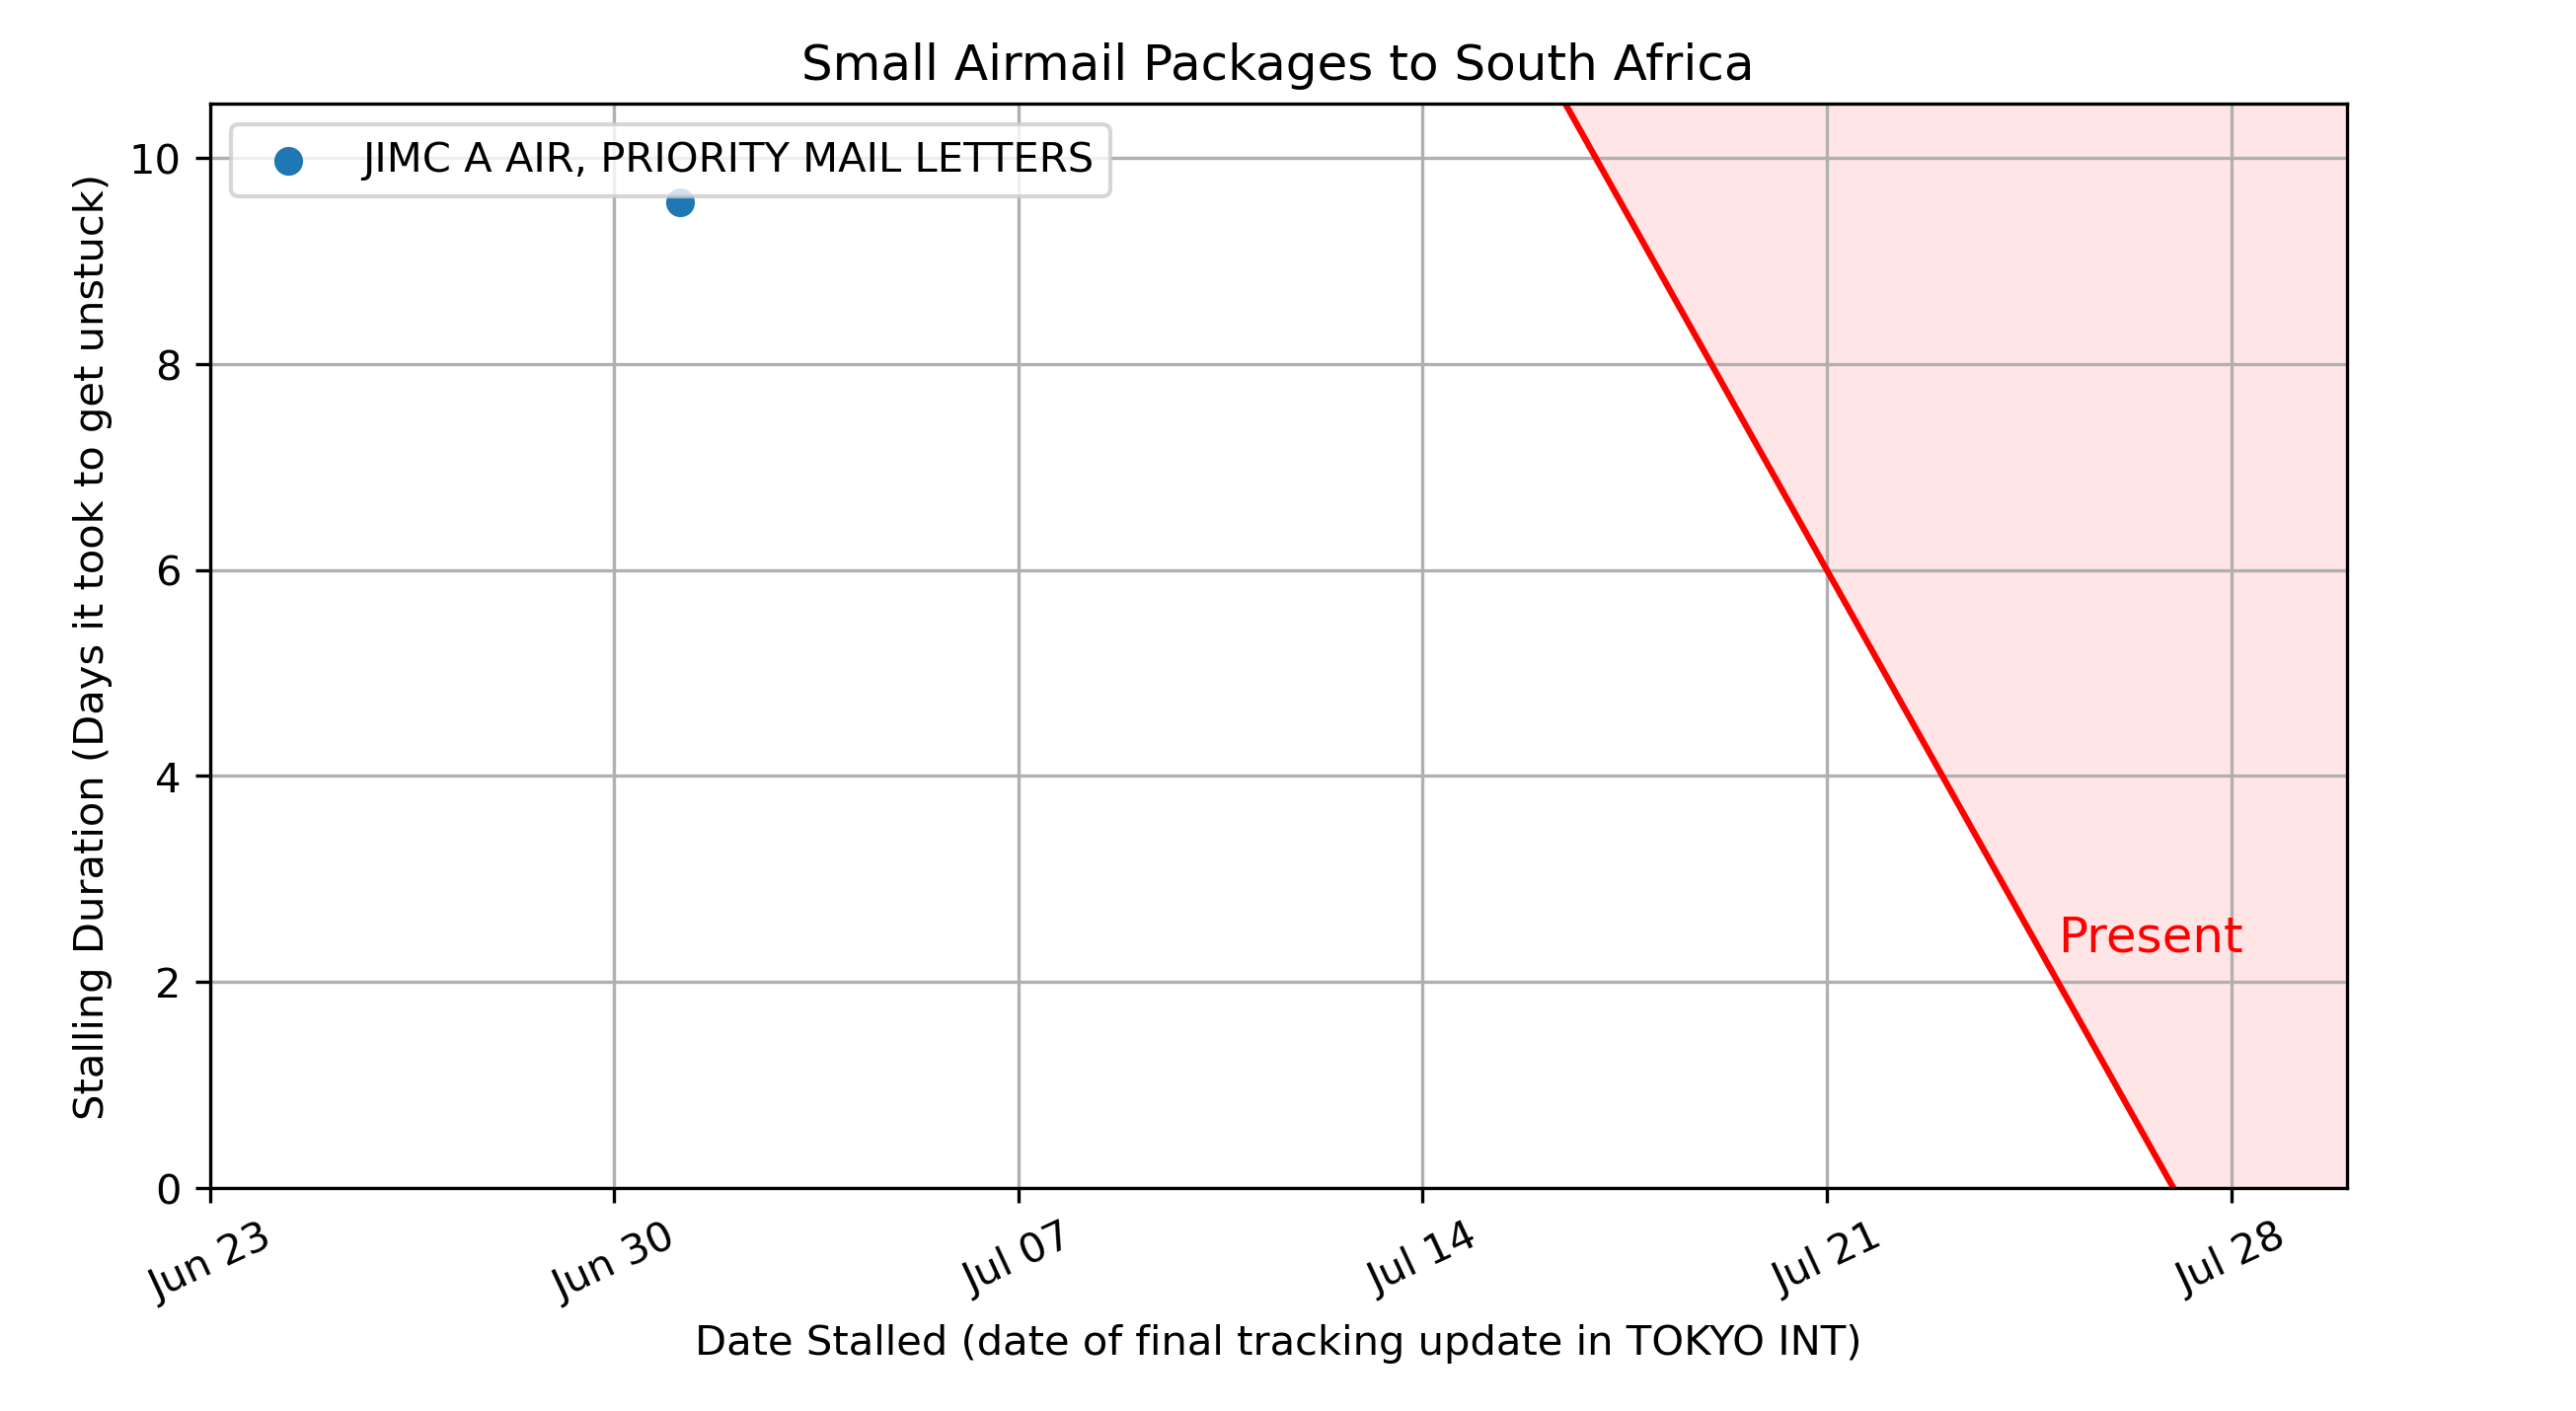 Small Airmail Packages to South Africa
JIMC A AIR, PRIORITY MAIL LETTERS
Stalling Duration (Days it took to get unstuck)
10
8
6
4
2
0
Present
Jun 23
Jun 30
Jul 07
Jul 14
Jul 21
Jul 28
Date Stalled (date of final tracking update in TOKYO INT)